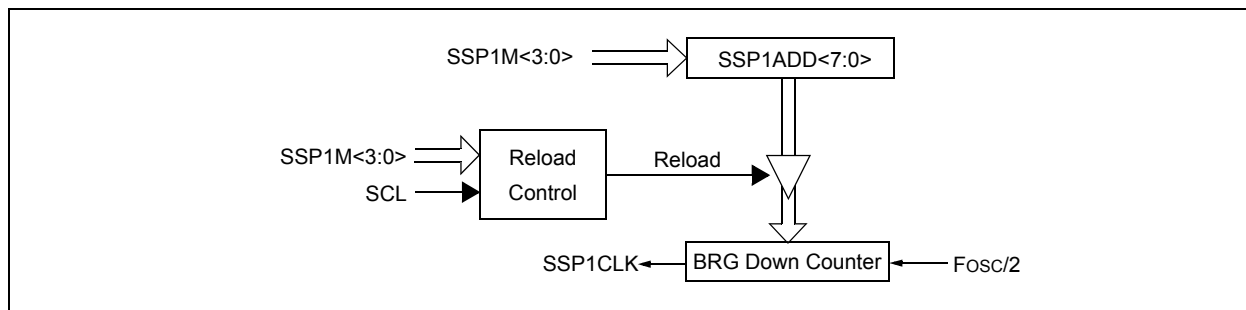 SSP1M<3:0>
SSP1ADD<7:0>
SSP1M<3:0>
SCL
Reload
Control
Reload
SSP1CLK
BRG Down Counter
FOSC/2